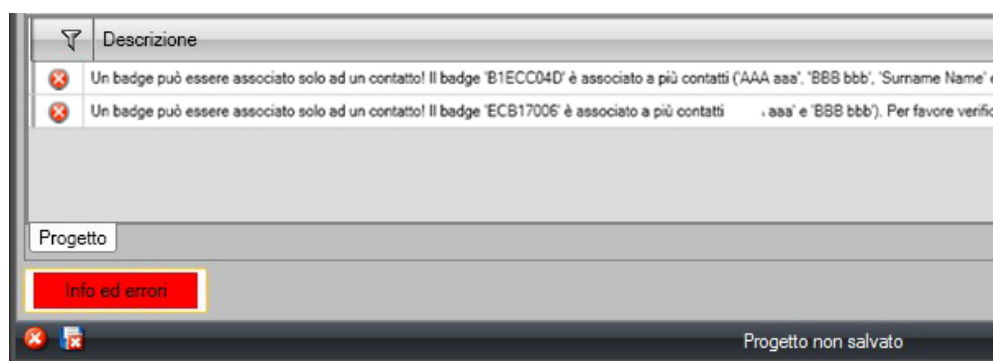 Descrizione
Un badge può essere associato solo ad un contatto! Il badge 'B1ECC04D' è associato a più contatti ('AAA aaa', 'BBB bbb', 'Surname Name' e
Un badge può essere associato solo ad un contatto! Il badge 'ECB17006' è associato a più contatti aaa' e 'BBB bbb'). Per favore verific
Progetto
Info ed errori
Progetto non salvato